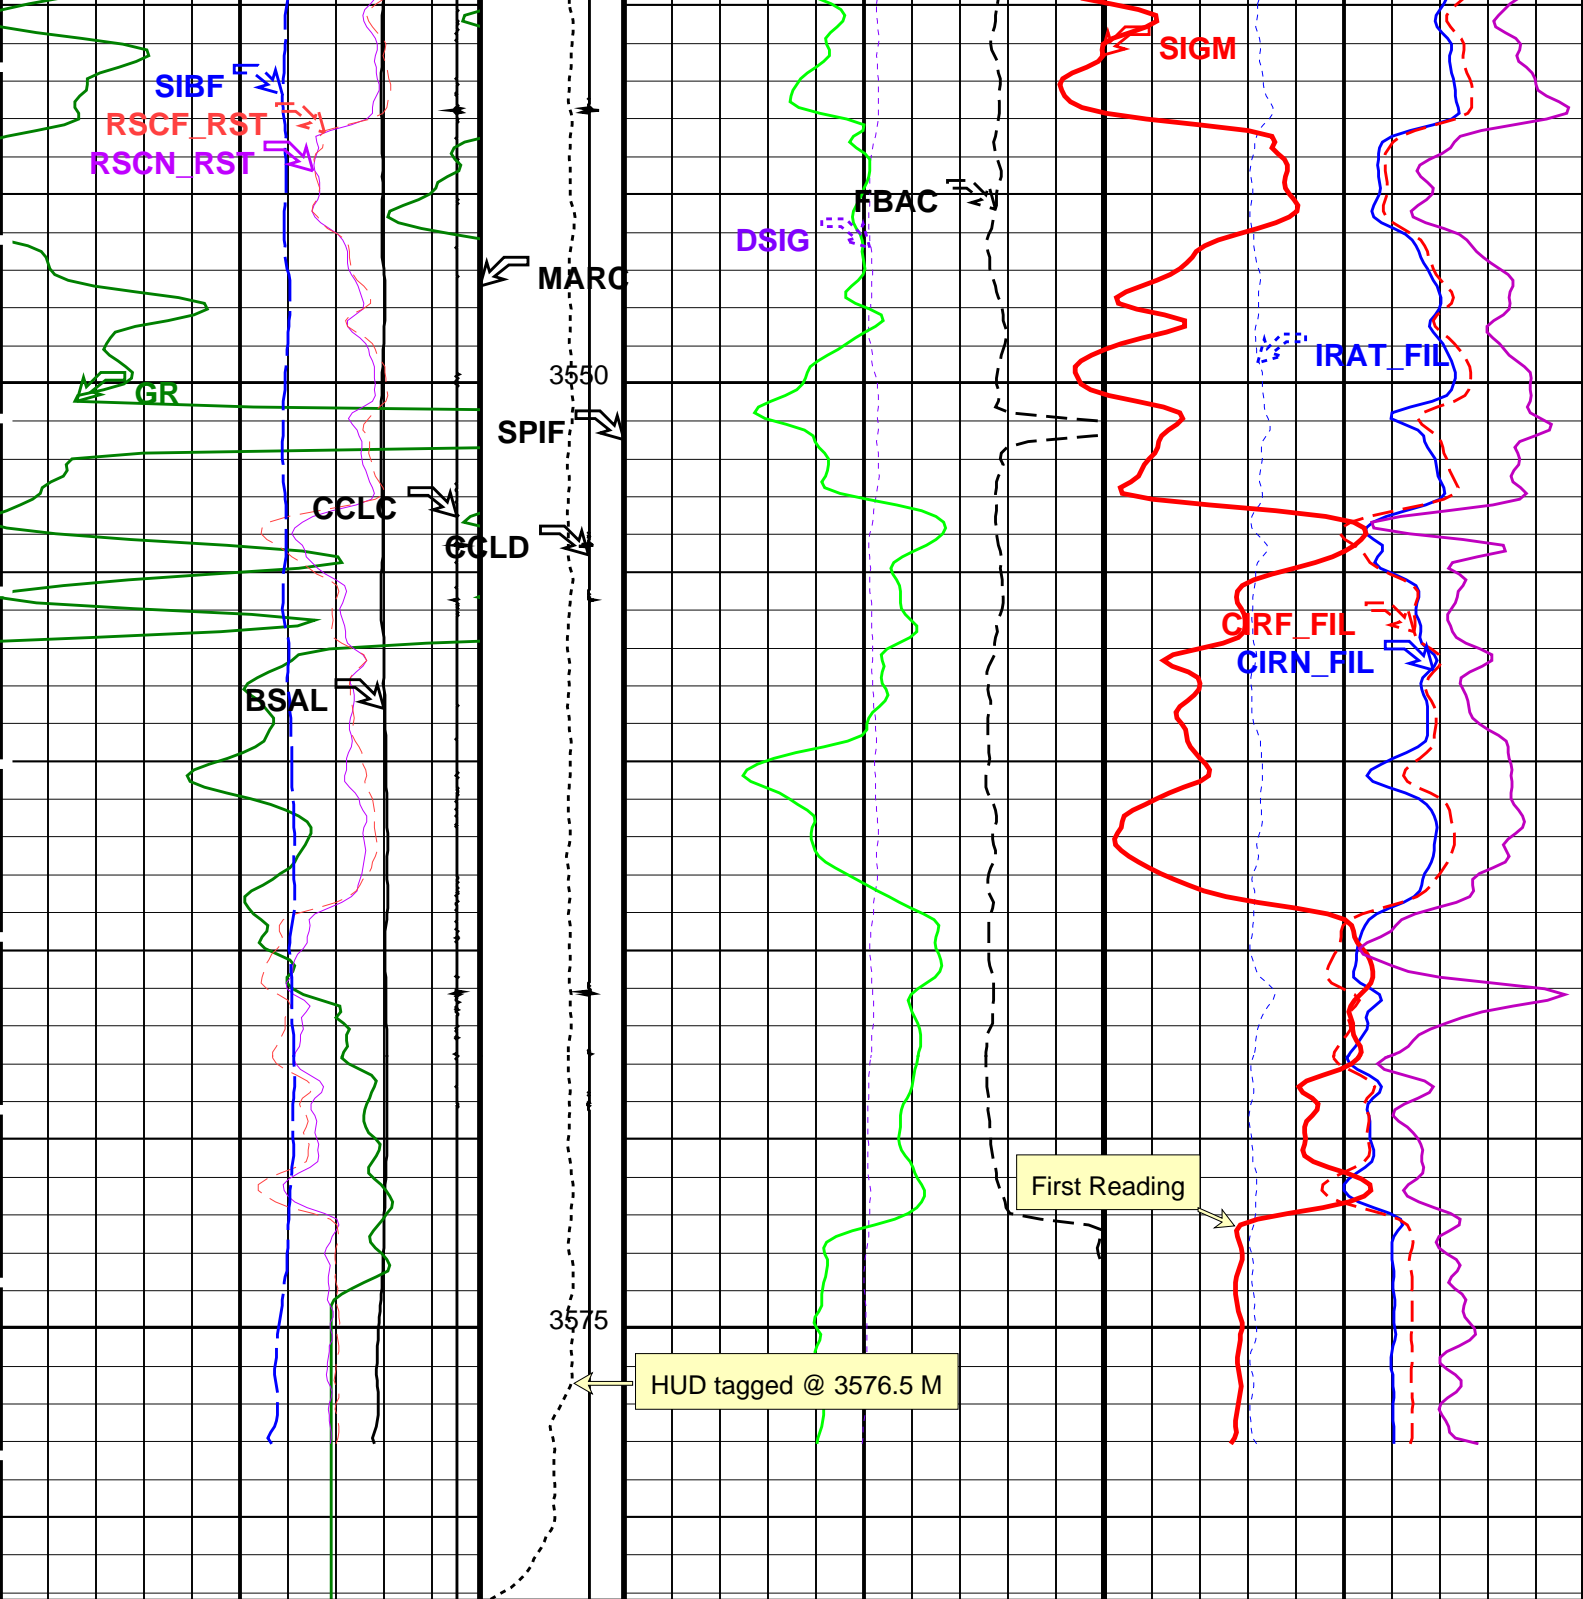 SIGM
SIBF
RSCF_RST
RSCN_RST
FBAC
DSIG
MARC
IRAT_FIL
3550
GR
SPIF
CCLC
CCLD
CIRF_FIL
CIRN_FIL
BSAL
First Reading
3575
HUD tagged @ 3576.5 M